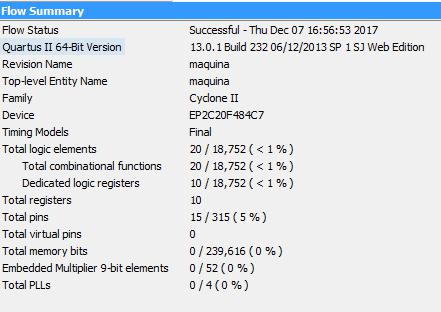 Flow Summary
Flow Status Successful - Thu Dec 07 16:56:53 2017
Quartus II 64-Bit Version 13.0.1 Build 232 06/12/2013 SP 1 SJ Web Edition
Revision Name maquina
Top-level Entity Name maquina
Family Cyclone II
Device EP2C20F484C7
Timing Models Final
Total logic elements 20 / 18,752 ( < 1 % )
Total combinational functions 20 / 18,752 ( < 1 % )
Dedicated logic registers 10 / 18,752 ( < 1 % )
Total registers 10
Total pins 15 / 315 ( 5 % )
Total virtual pins 0
Total memory bits 0 / 239,616 ( 0 % )
Embedded Multiplier 9-bit elements 0 / 52 ( 0 % )
Total PLLs 0 / 4 ( 0 % )